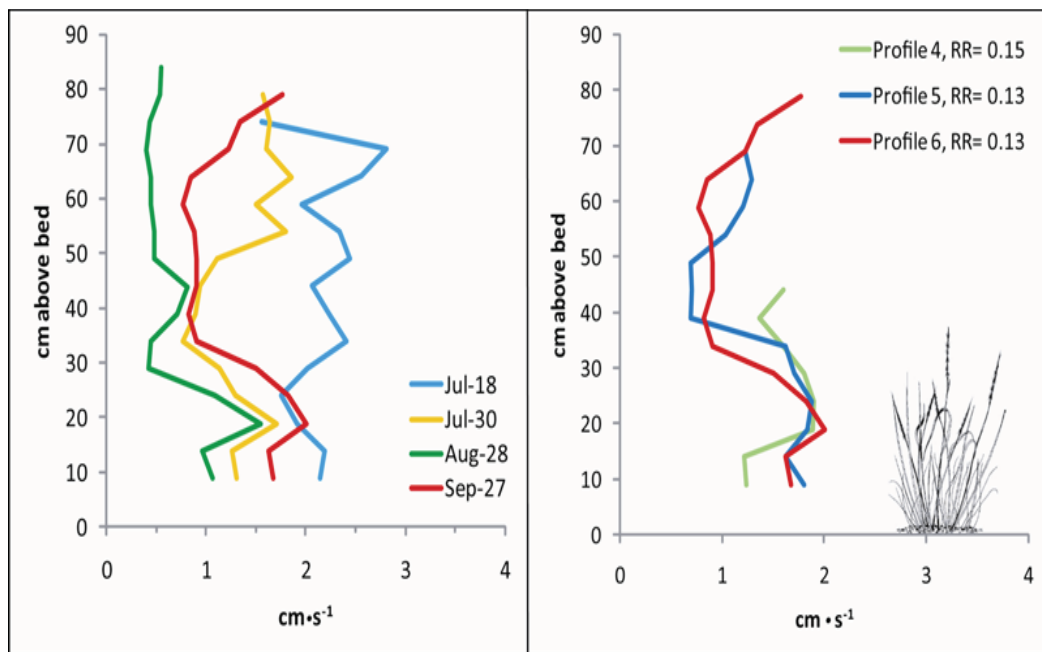 90
80
70
60
50
40
30
20
10
0
cm above bed
0 1 2 3 4
cm • s-1
Jul-18
Jul-30
Aug-28
Sep-27
90
80
70
60
50
40
30
20
10
0
cm above bed
0 1 2 3 4
cm • s-1
Profile 4, RR= 0.15
Profile 5, RR= 0.13
Profile 6, RR= 0.13